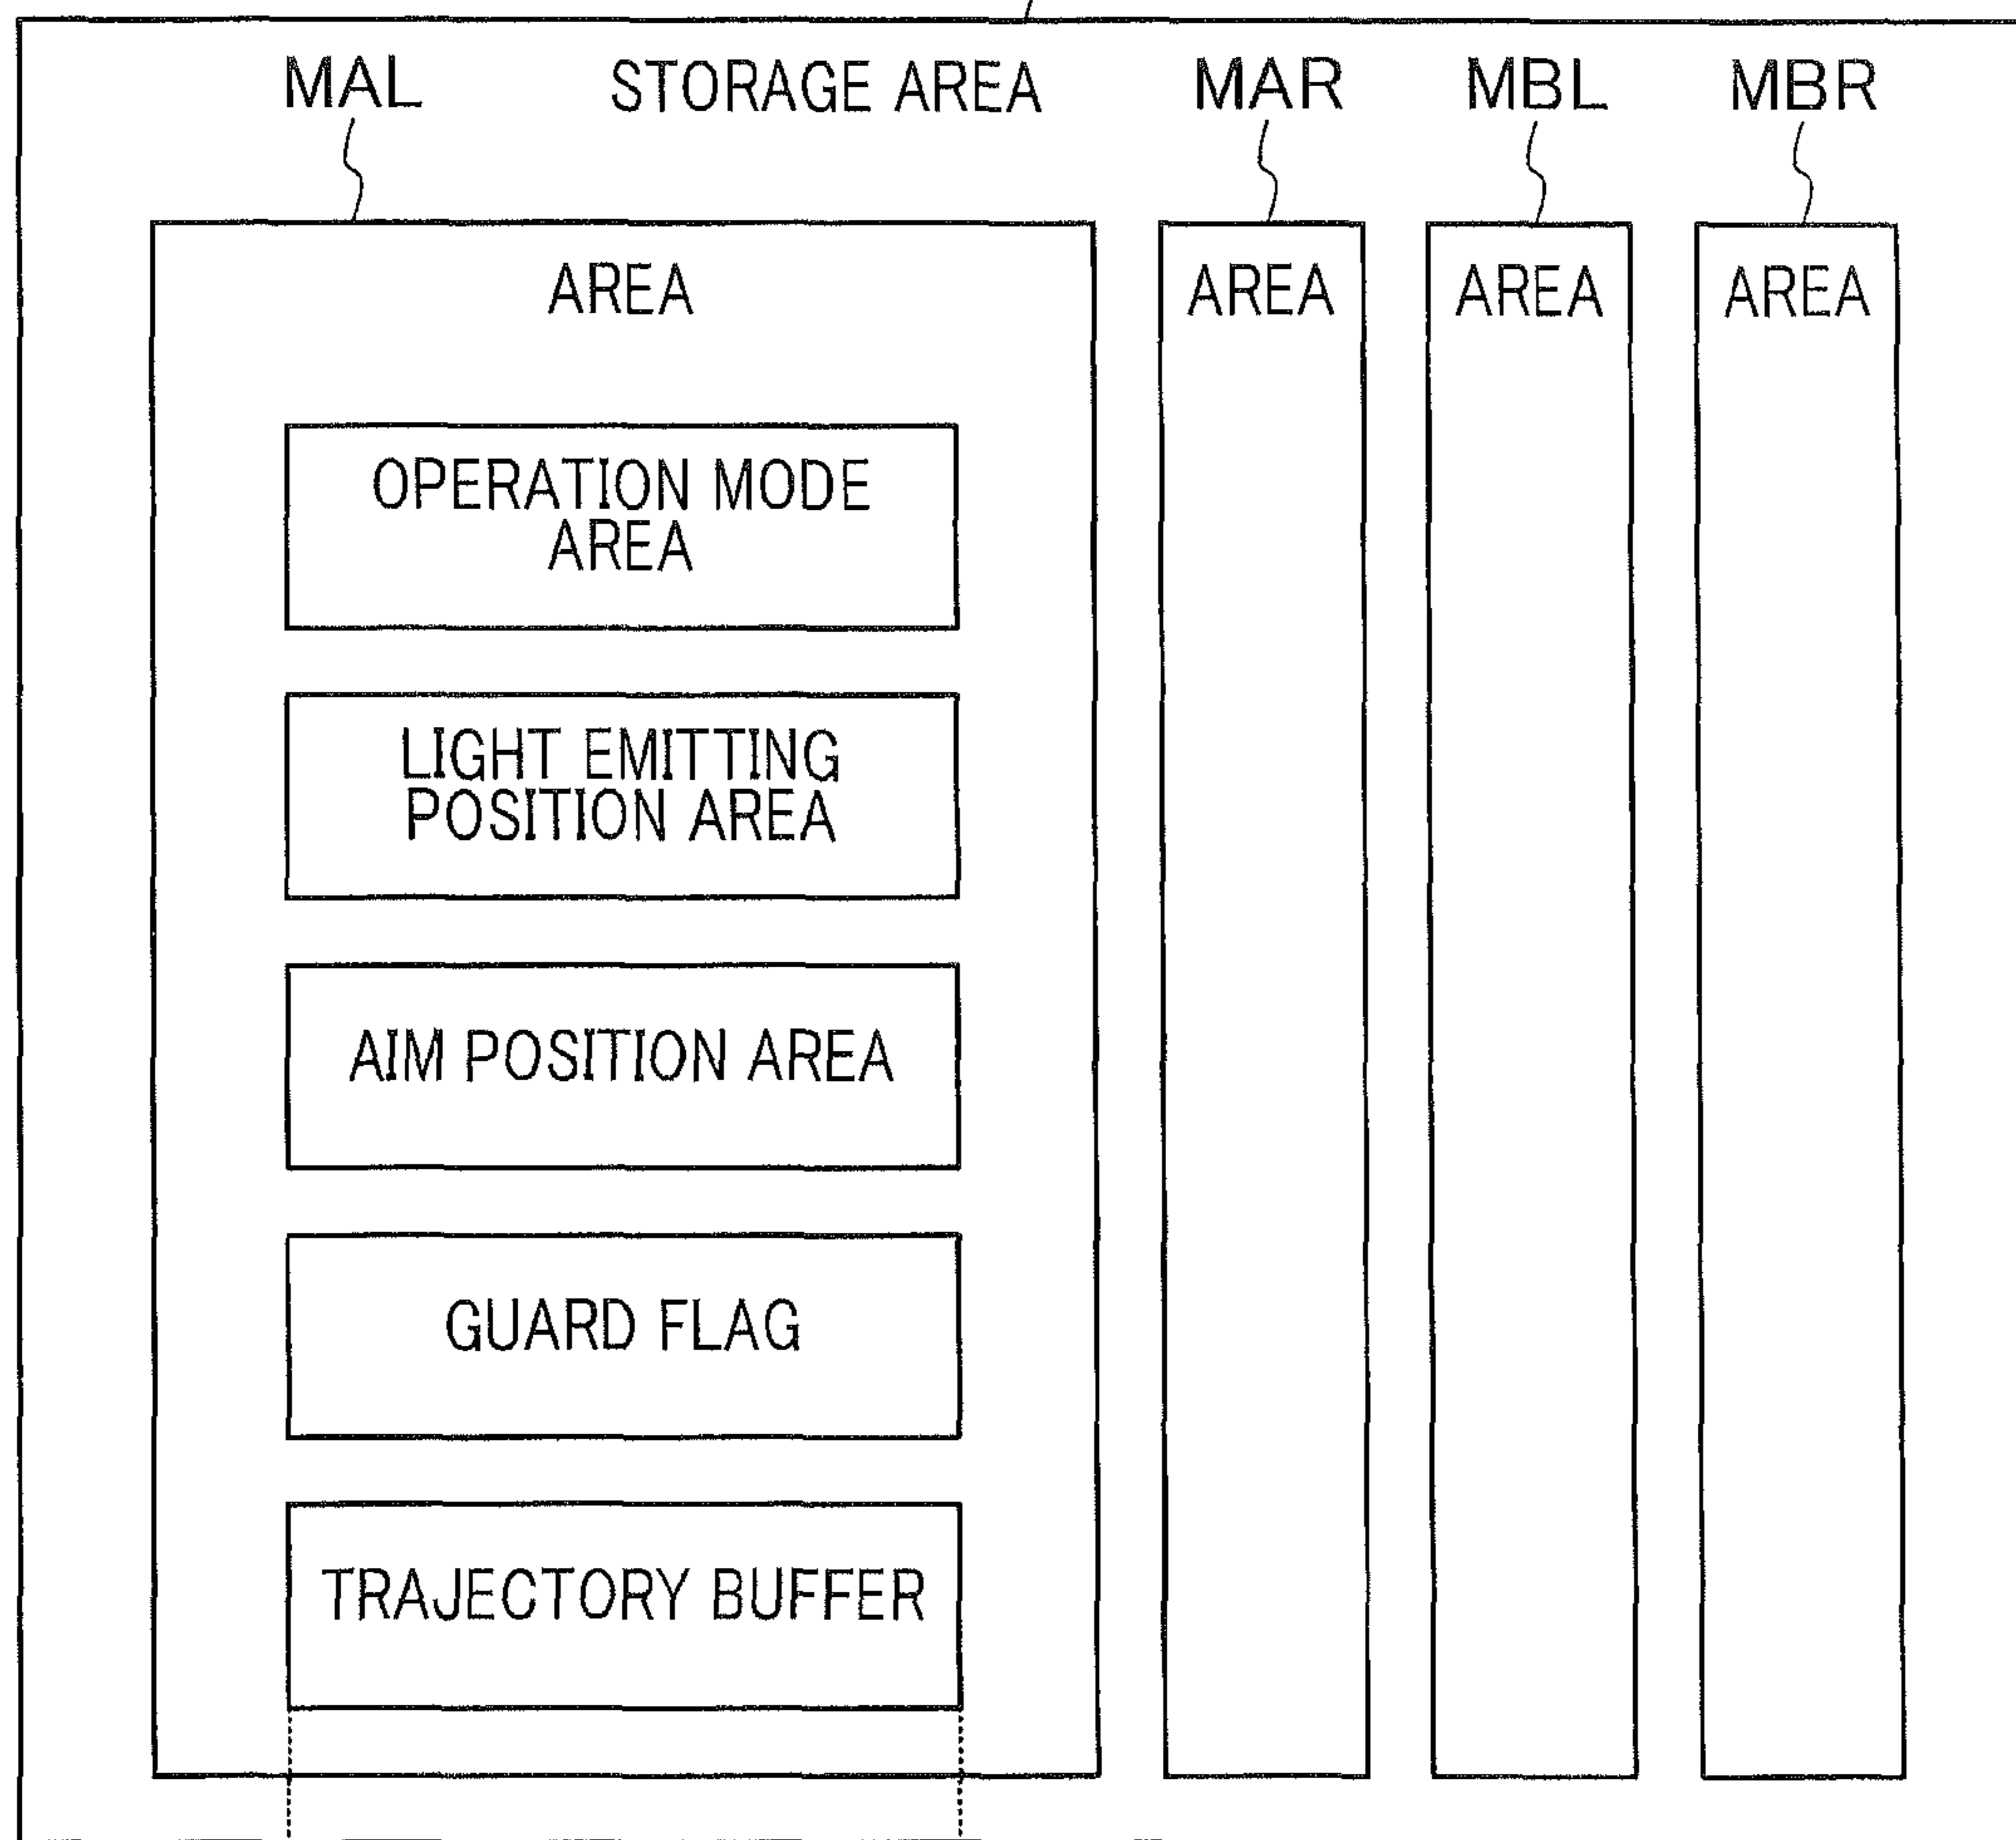 MAL STORAGE AREA MAR MBL MBR
AREA AREA AREA AREA
OPERATION MODE
AREA
LIGHT EMITTING
POSITION AREA
AIM POSITION AREA
GUARD FLAG
TRAJECTORY BUFFER